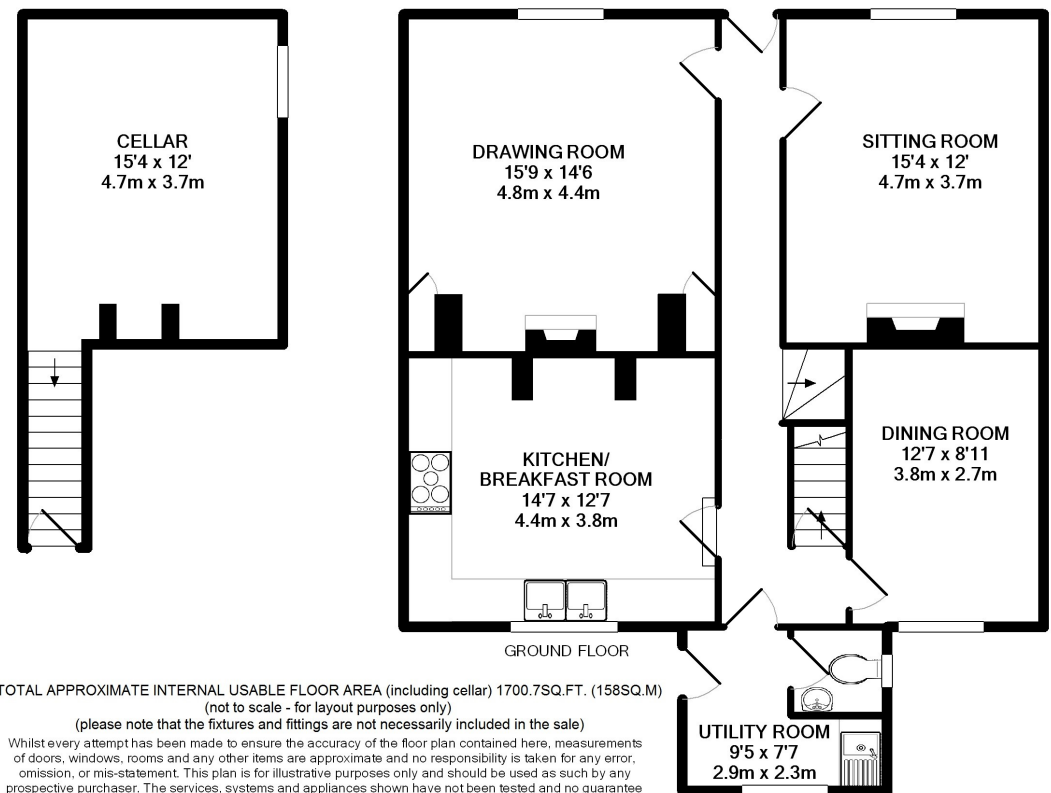 CELLAR
15'4 x 12'
4.7m x 3.7m
DRAWING ROOM
15'9 x 14'6
4.8m x 4.4m
SITTING ROOM
15'4 x 12'
4.7m x 3.7m
KITCHEN/
BREAKFAST ROOM
14'7 x 12'7
4.4m x 3.8m
DINING ROOM
12'7 x 8'11
3.8m x 2.7m
GROUND FLOOR
UTILITY ROOM
9'5 x 7'7
2.9m x 2.3m
TOTAL APPROXIMATE INTERNAL USABLE FLOOR AREA (including cellar) 1700.7SQ.FT. (158SQ.M)
(not to scale - for layout purposes only)
(please note that the fixtures and fittings are not necessarily included in the sale)
Whilst every attempt has been made to ensure the accuracy of the floor plan contained here, measurements
of doors, windows, rooms and any other items are approximate and no responsibility is taken for any error,
omission, or mis-statement. This plan is for illustrative purposes only and should be used as such by any
prospective purchaser. The services, systems and appliances shown have not been tested and no guarantee